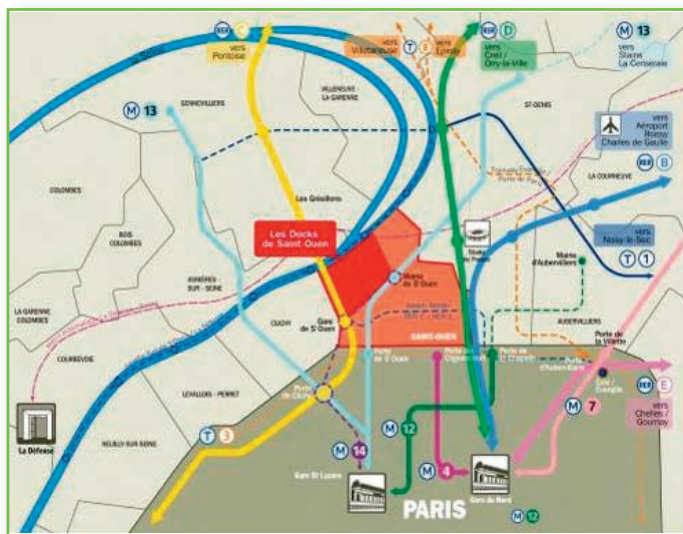 RER C
vers
Pontoise
vers
Villetaneuse
T 8
vers
Epinay
RER D
vers
Creil /
Orry-la-Ville
M 13
vers
Stains
La Cerisaie
La Seine
M 13
GENNEVILLIERS
VILLENEUVE
LA GARENNE
ST-DENIS
vers
Aéroport
Roissy
Charles de Gaulle
RER B
LA COURNEUVE
COLOMBES
Les Grésillons
BOIS
COLOMBES
Les Docks
de Saint-Ouen
vers
Noisy-le-Sec
T 1
Mairie
d'Aubervilliers
ASNIÈRES
-SUR - SEINE
Mairie
de St Ouen
LA GARENNE
COLOMBES
CLICHY
Gare
de St Ouen
SAINT-OUEN
AUBERVILLIERS
Porte de
la Villette
COURBEVOIE
Porte
de St Ouen
Porte
d'Aubervilliers
RER E
LEVALLOIS - PERRET
Porte
de Clichy
M 7
vers
Chelles /
Gournay
La Défense
T 3
NEUILLY-SUR-SEINE
M 14
M 12
M 4
Gare St Lazare
PARIS
Gare du Nord
M 12